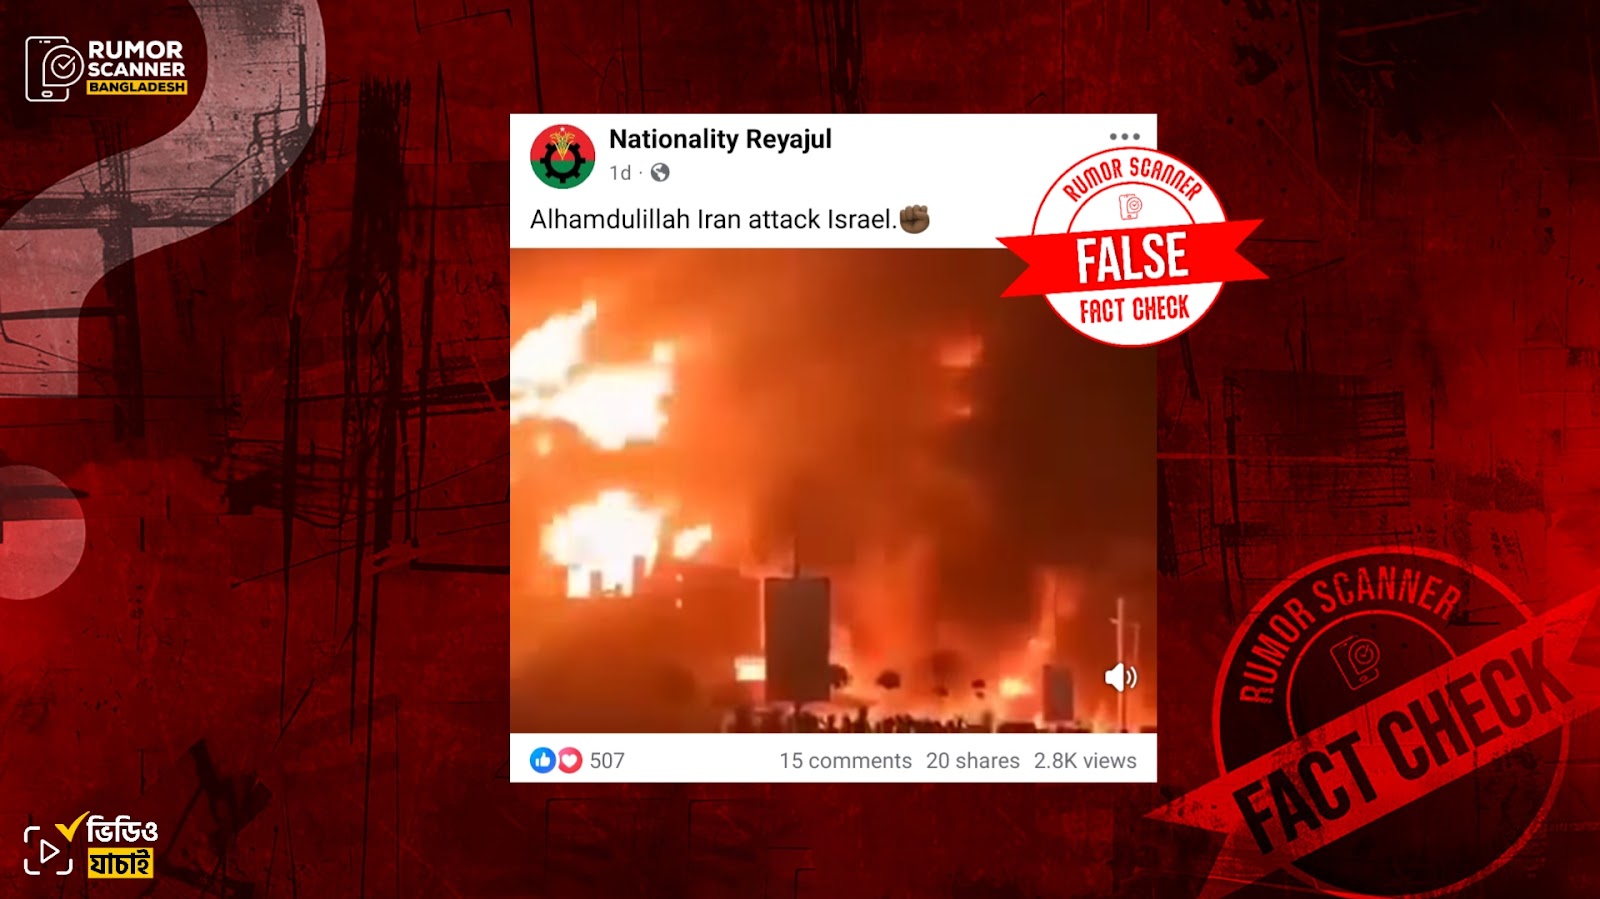 RUMOR
SCANNER
BANGLADESH
Nationality Reyajul
1d ·
Alhamdulillah Iran attack Israel.✊🏿
RUMOR SCANNER
FALSE
FACT CHECK
507
15 comments 20 shares 2.8K views
ভিডিও
যাচাই
RUMOR SCANNER
FACT CHECK